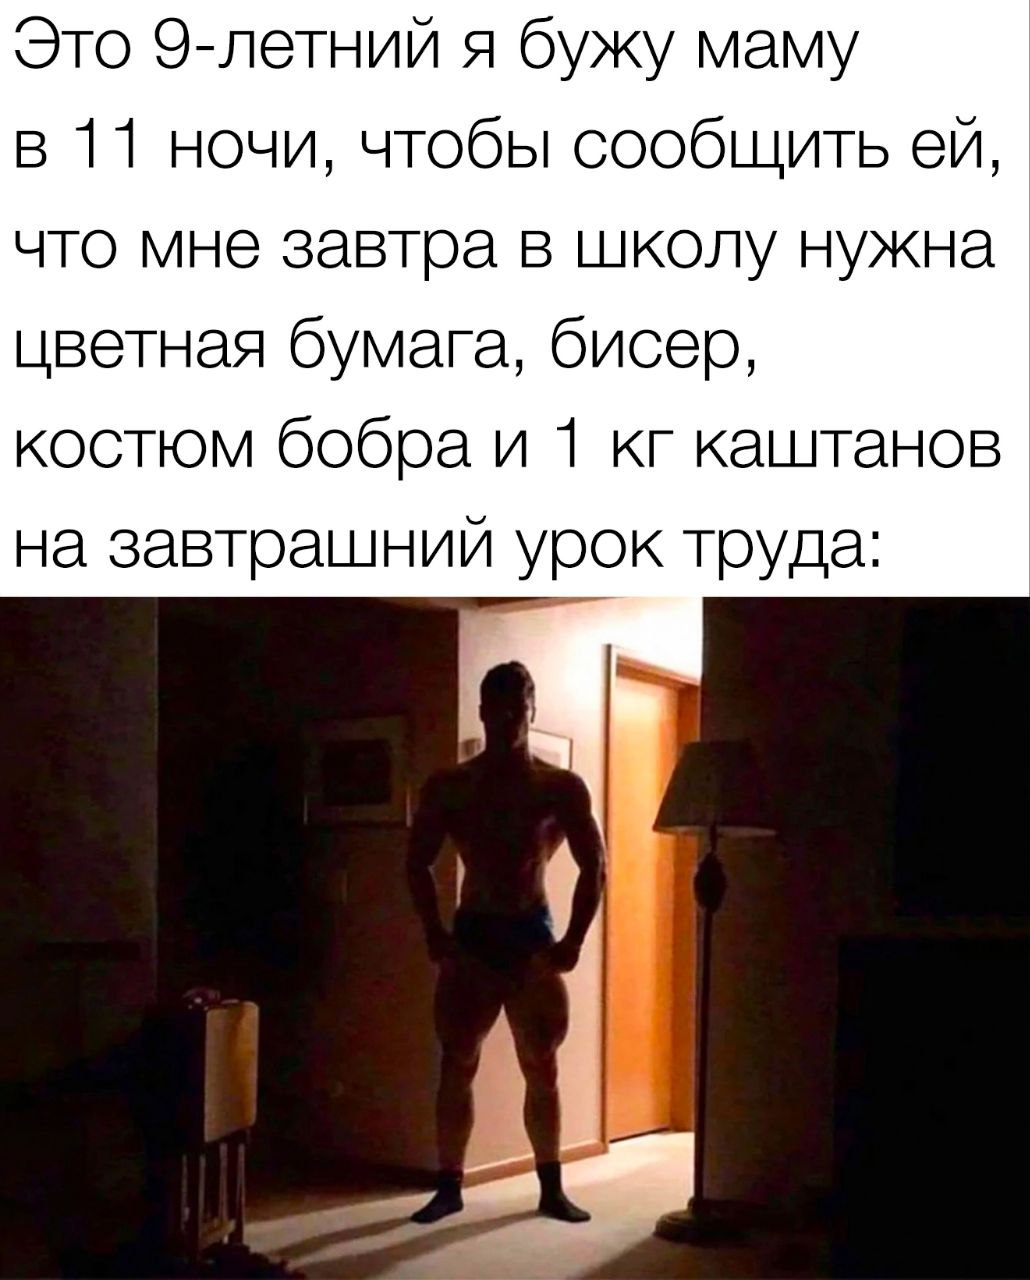 Это 9-летний я бужу маму
в 11 ночи, чтобы сообщить ей,
что мне завтра в школу нужна
цветная бумага, бисер,
костюм бобра и 1 кг каштанов
на завтрашний урок труда: